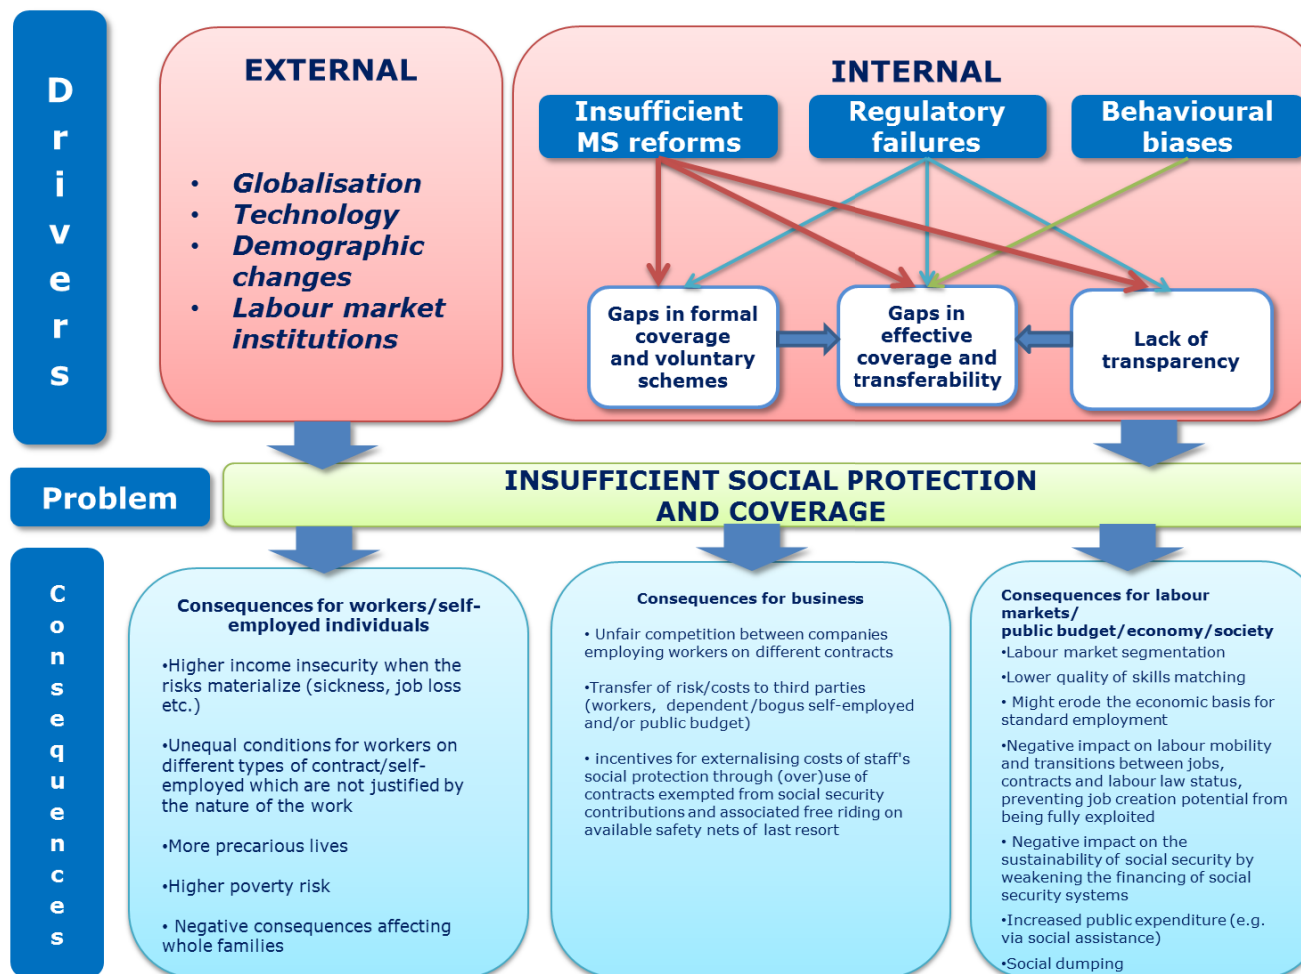 Drivers
EXTERNAL
• Globalisation
• Technology
• Demographic
changes
• Labour market
institutions
INTERNAL
Insufficient
MS reforms
Regulatory
failures
Behavioural
biases
Gaps in formal
coverage
and voluntary
schemes
Gaps in
effective
coverage and
transferability
Lack of
transparency
Problem
INSUFFICIENT SOCIAL PROTECTION
AND COVERAGE
Consequences
Consequences for workers/self-
employed individuals
•Higher income insecurity when the
risks materialize (sickness, job loss
etc.)
•Unequal conditions for workers on
different types of contract/self-
employed which are not justified by
the nature of the work
•More precarious lives
•Higher poverty risk
• Negative consequences affecting
whole families
Consequences for business
• Unfair competition between companies
employing workers on different contracts
•Transfer of risk/costs to third parties
(workers, dependent/bogus self-employed
and/or public budget)
• incentives for externalising costs of staff's
social protection through (over)use of
contracts exempted from social security
contributions and associated free riding on
available safety nets of last resort
Consequences for labour
markets/
public budget/economy/society
•Labour market segmentation
•Lower quality of skills matching
• Might erode the economic basis for
standard employment
•Negative impact on labour mobility
and transitions between jobs,
contracts and labour law status,
preventing job creation potential from
being fully exploited
• Negative impact on the
sustainability of social security by
weakening the financing of social
security systems
•Increased public expenditure (e.g.
via social assistance)
•Social dumping